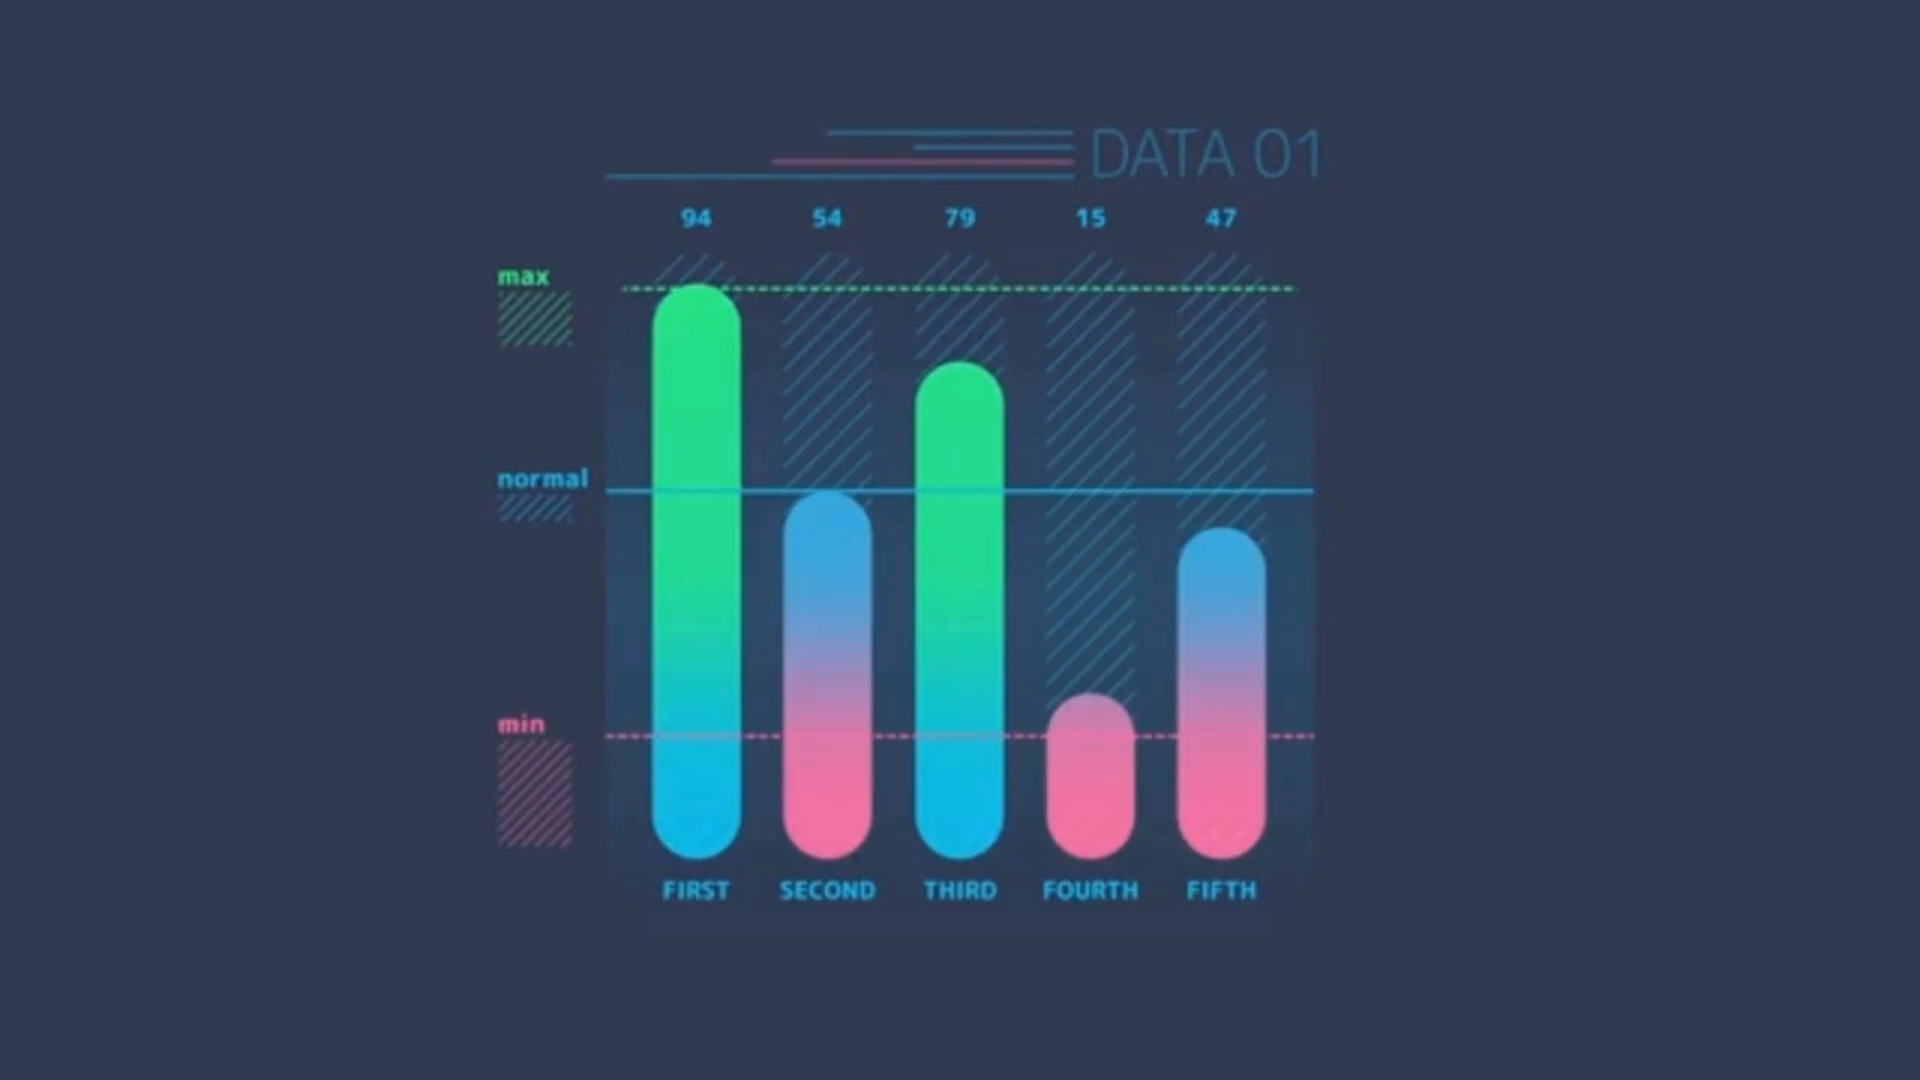 DATA 01
94 54 79 15 47
max
normal
min
FIRST SECOND THIRD FOURTH FIFTH